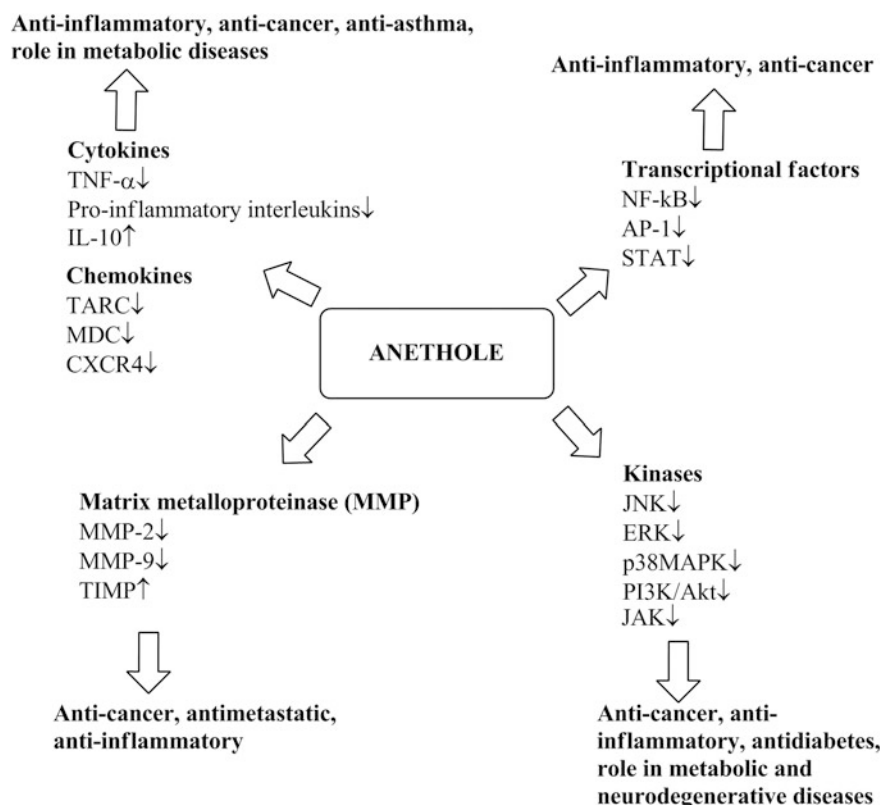 Anti-inflammatory, anti-cancer, anti-asthma,
role in metabolic diseases
Cytokines
TNF-α↓
Pro-inflammatory interleukins↓
IL-10↑
Chemokines
TARC↓
MDC↓
CXCR4↓
Anti-inflammatory, anti-cancer
Transcriptional factors
NF-kB↓
AP-1↓
STAT↓
ANETHOLE
Matrix metalloproteinase (MMP)
MMP-2↓
MMP-9↓
TIMP↑
Anti-cancer, antimetastatic,
anti-inflammatory
Kinases
JNK↓
ERK↓
p38MAPK↓
PI3K/Akt↓
JAK↓
Anti-cancer, anti-
inflammatory, antidiabetes,
role in metabolic and
neurodegenerative diseases